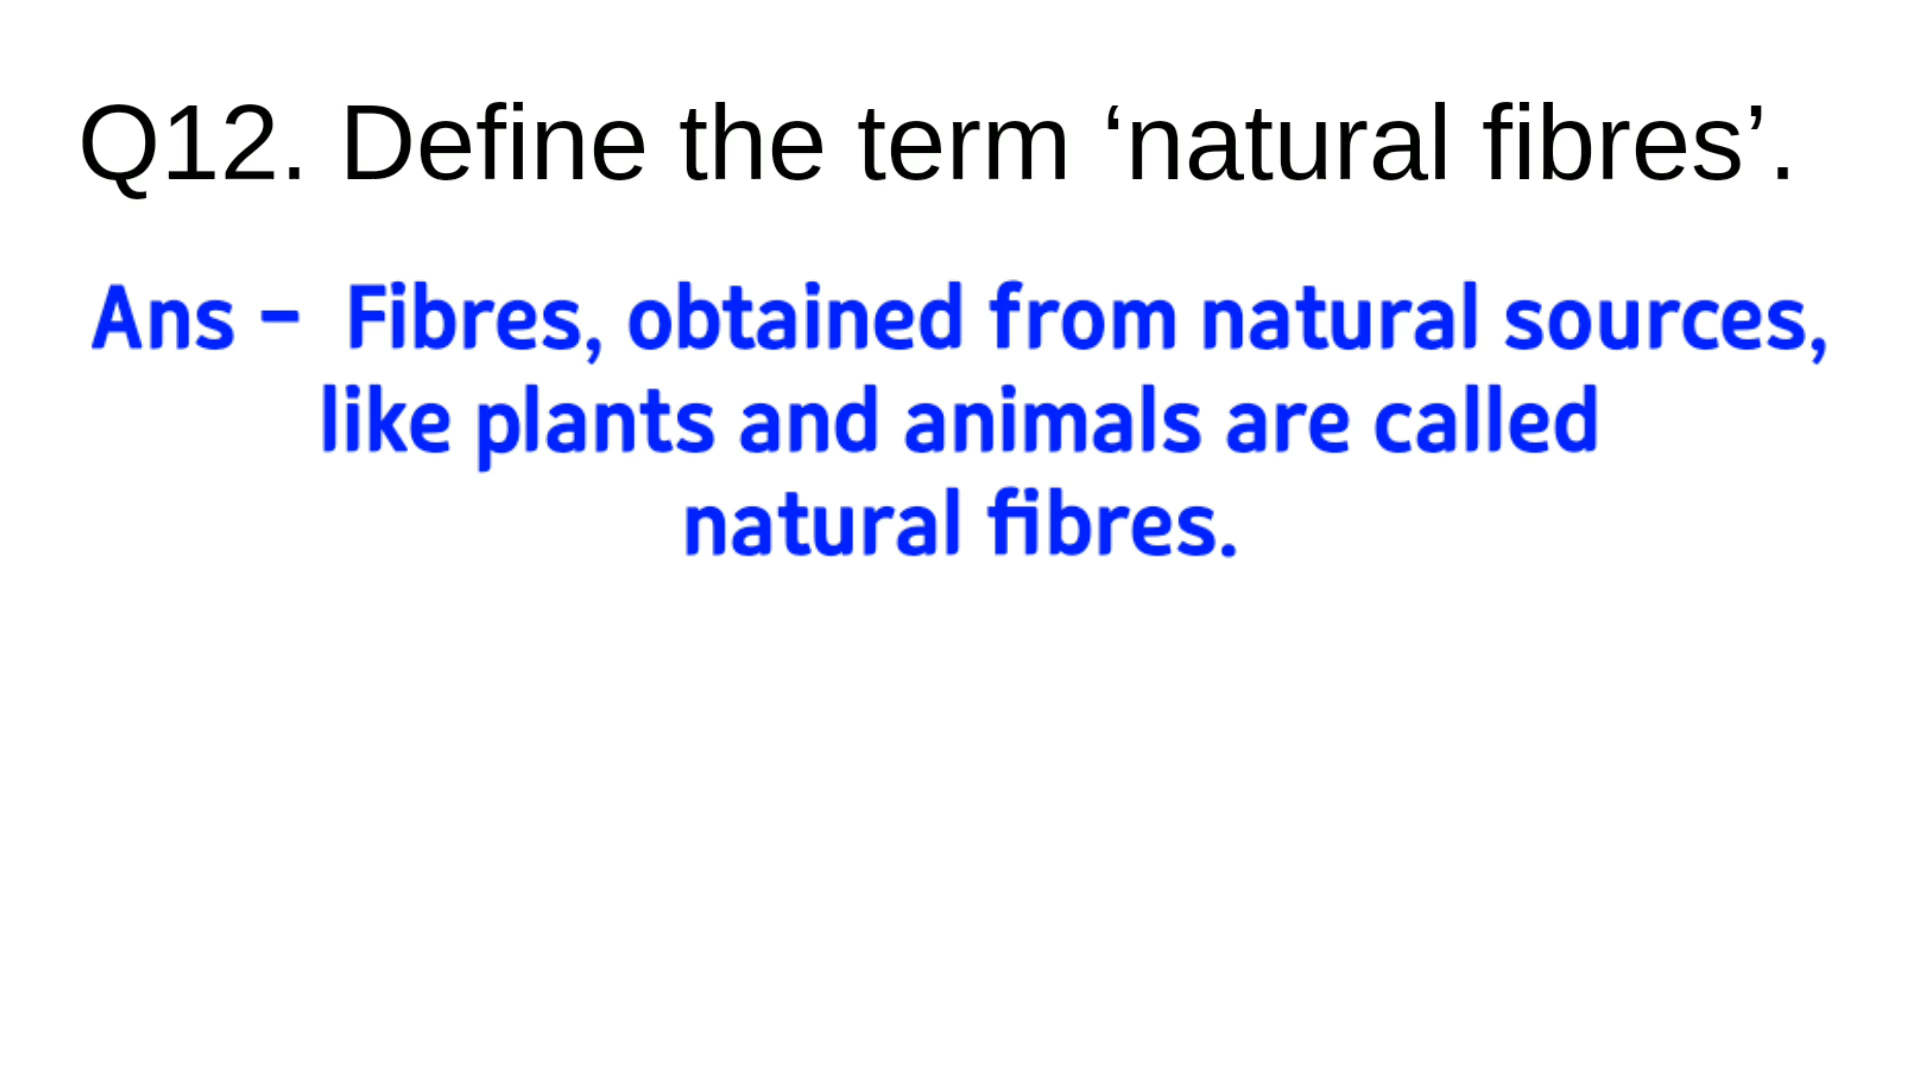 Q12. Define the term ‘natural fibres’.
Ans - Fibres, obtained from natural sources,
like plants and animals are called
natural fibres.